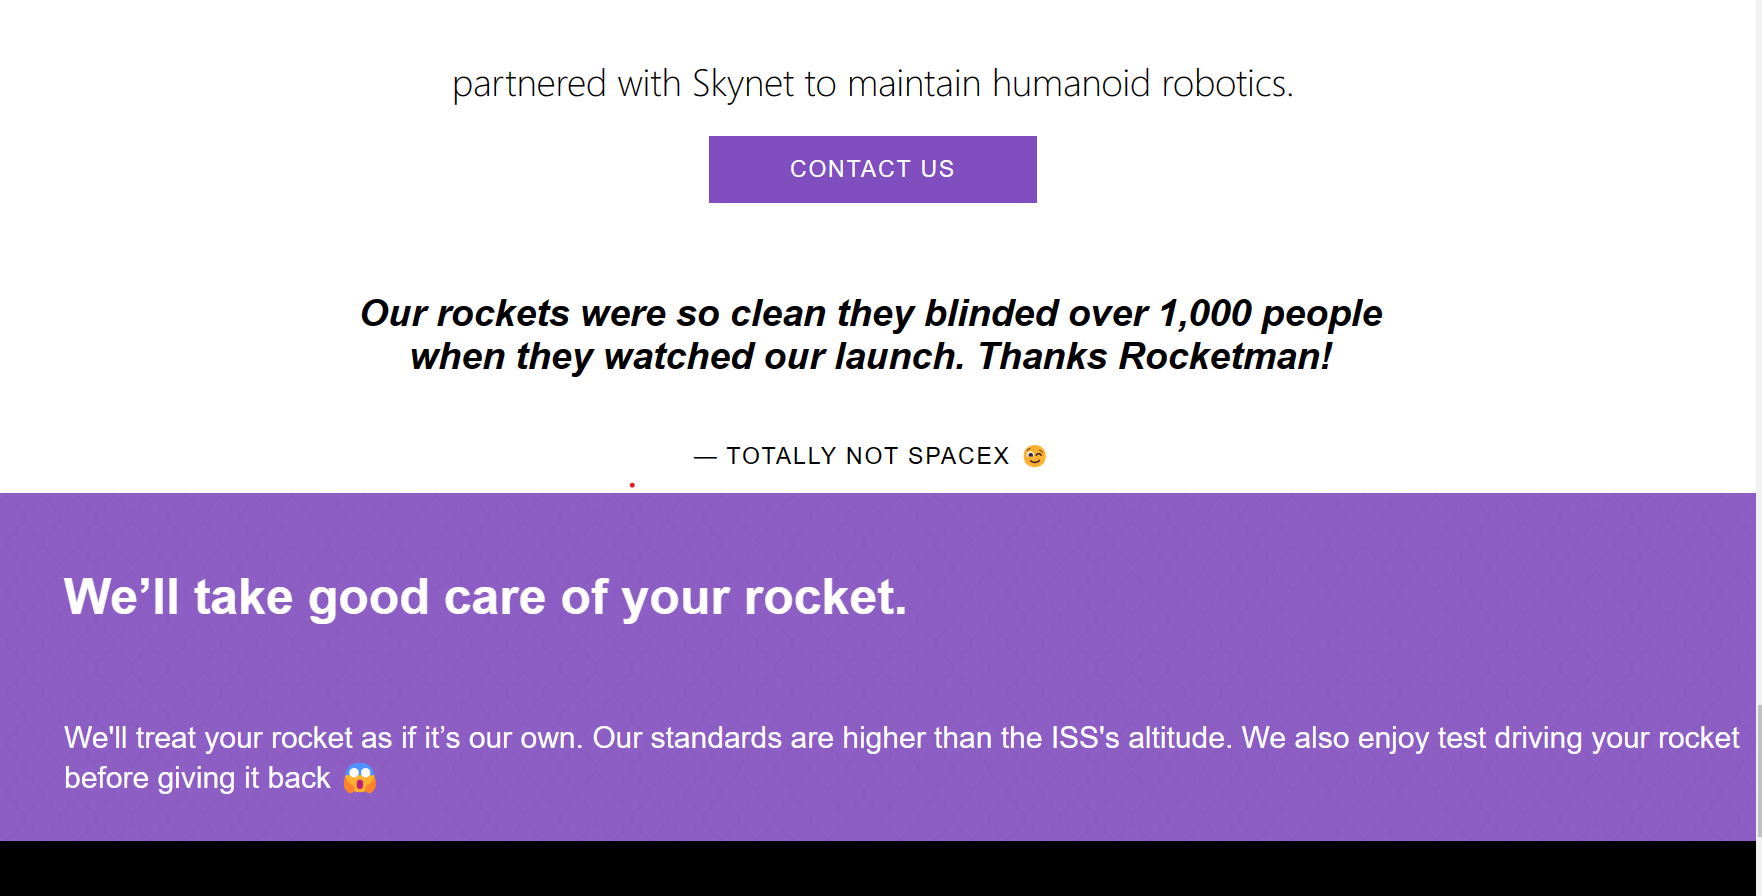 partnered with Skynet to maintain humanoid robotics.
CONTACT US
Our rockets were so clean they blinded over 1,000 people
when they watched our launch. Thanks Rocketman!
— TOTALLY NOT SPACEX 😉
We’ll take good care of your rocket.
We'll treat your rocket as if it’s our own. Our standards are higher than the ISS's altitude. We also enjoy test driving your rocket
before giving it back 😱